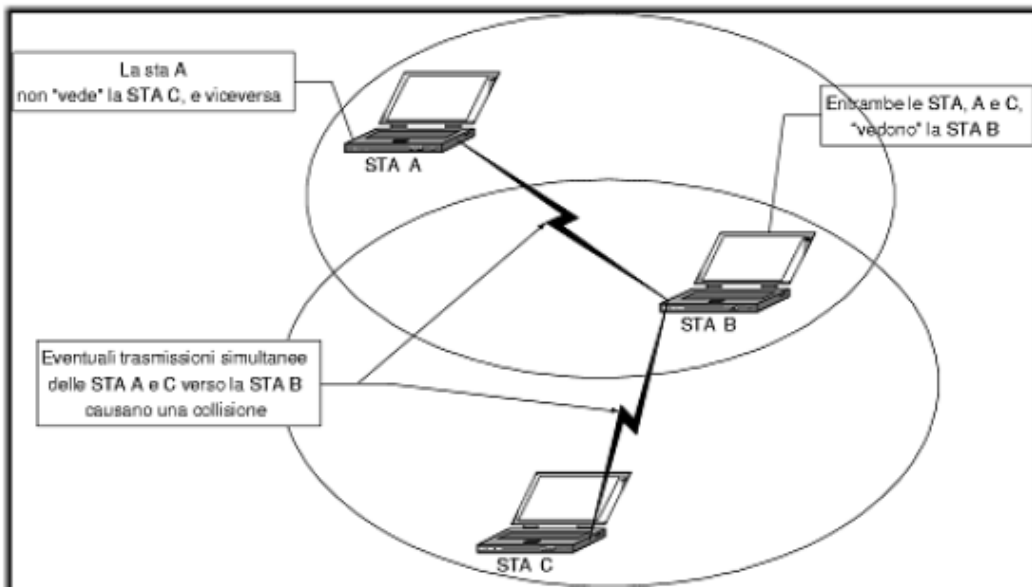 La sta A
non "vede" la STA C, e viceversa
STA A
Entrambe le STA, A e C,
"vedono" la STA B
STA B
Eventuali trasmissioni simultanee
delle STA A e C verso la STA B
causano una collisione
STA C